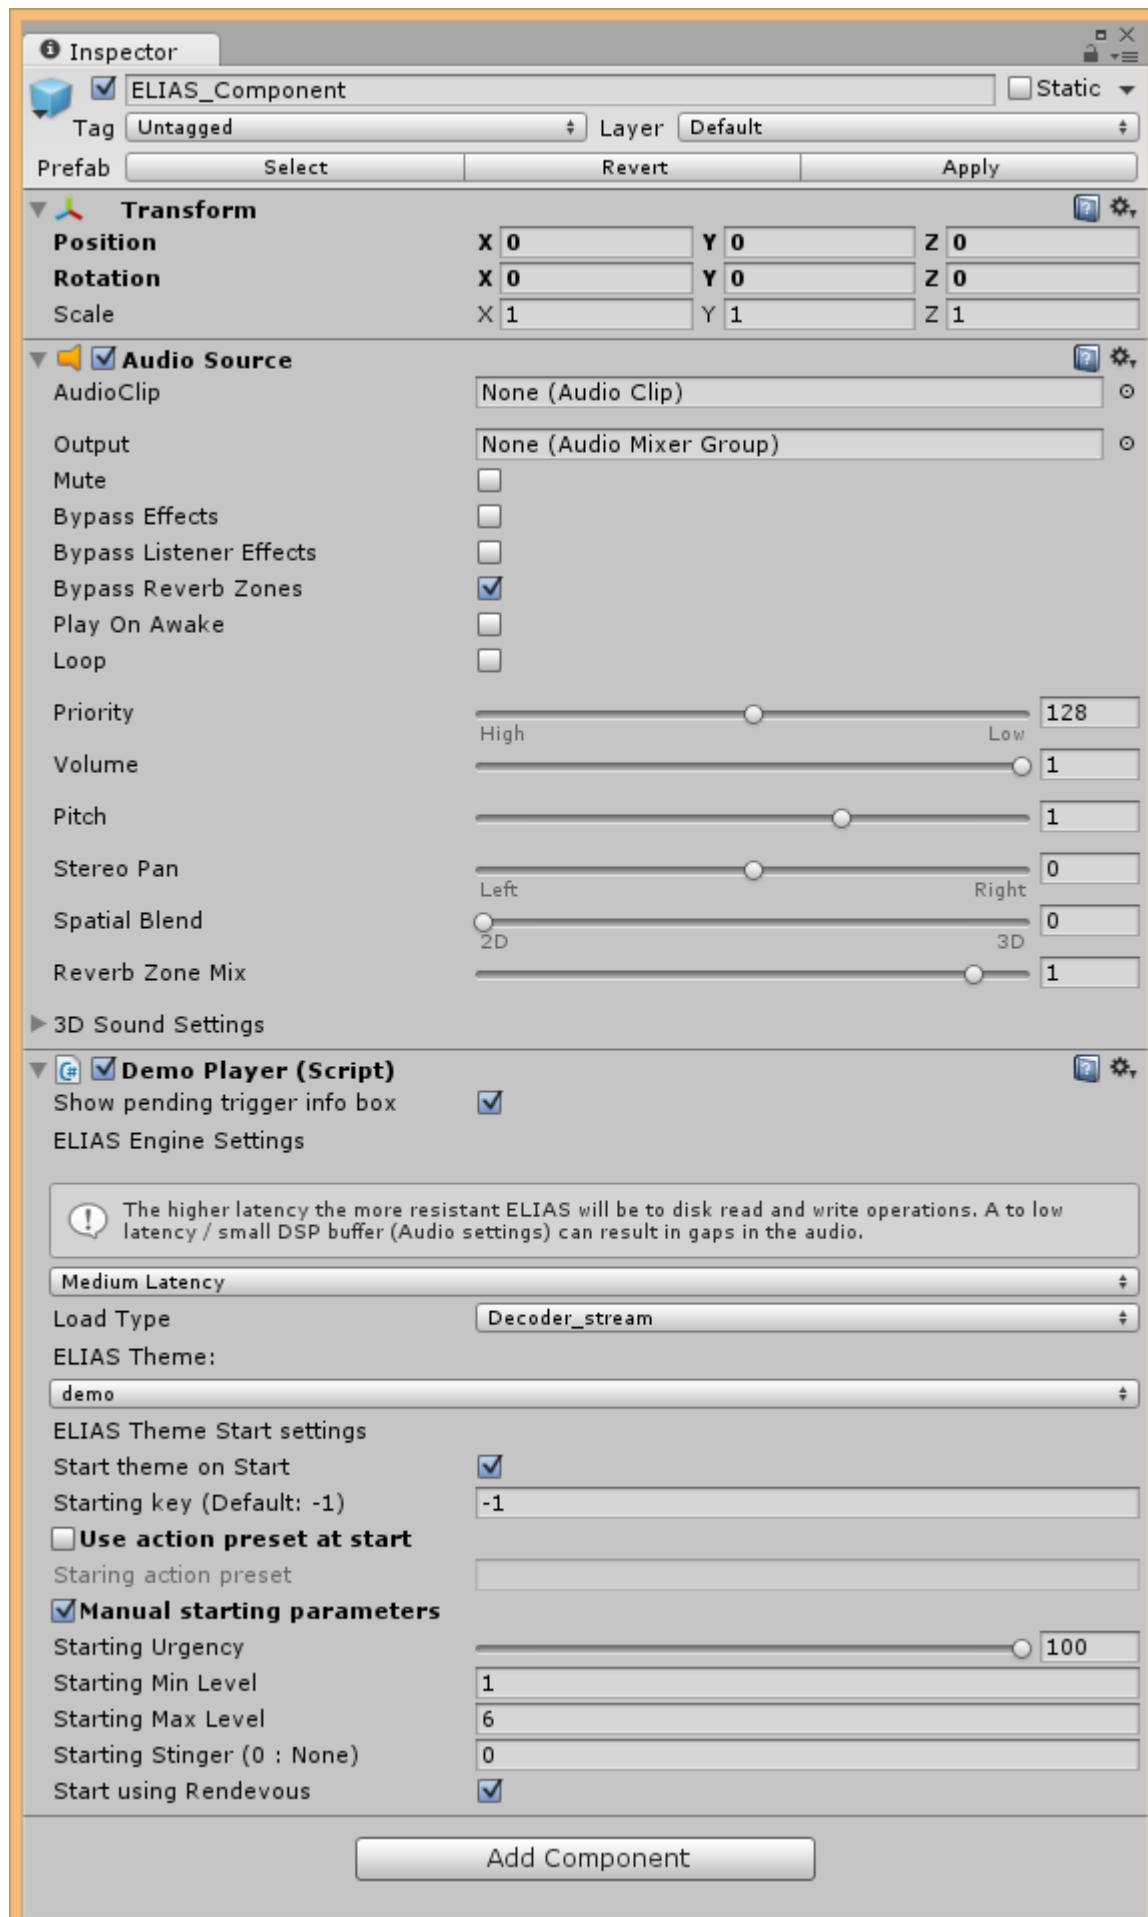 Inspector
ELIAS_Component Static
Tag Untagged Layer Default
Prefab Select Revert Apply
Transform
Position X 0 Y 0 Z 0
Rotation X 0 Y 0 Z 0
Scale X 1 Y 1 Z 1
Audio Source
AudioClip None (Audio Clip)
Output None (Audio Mixer Group)
Mute
Bypass Effects
Bypass Listener Effects
Bypass Reverb Zones
Play On Awake
Loop
Priority 128
High Low
Volume 1
Pitch 1
Stereo Pan 0
Left Right
Spatial Blend 0
2D 3D
Reverb Zone Mix 1
3D Sound Settings
C# Demo Player (Script)
Show pending trigger info box
ELIAS Engine Settings
The higher latency the more resistant ELIAS will be to disk read and write operations. A to low
latency / small DSP buffer (Audio settings) can result in gaps in the audio.
Medium Latency
Load Type Decoder_stream
ELIAS Theme:
demo
ELIAS Theme Start settings
Start theme on Start
Starting key (Default: -1) -1
Use action preset at start
Staring action preset
Manual starting parameters
Starting Urgency 100
Starting Min Level 1
Starting Max Level 6
Starting Stinger (0 : None) 0
Start using Rendevous
Add Component